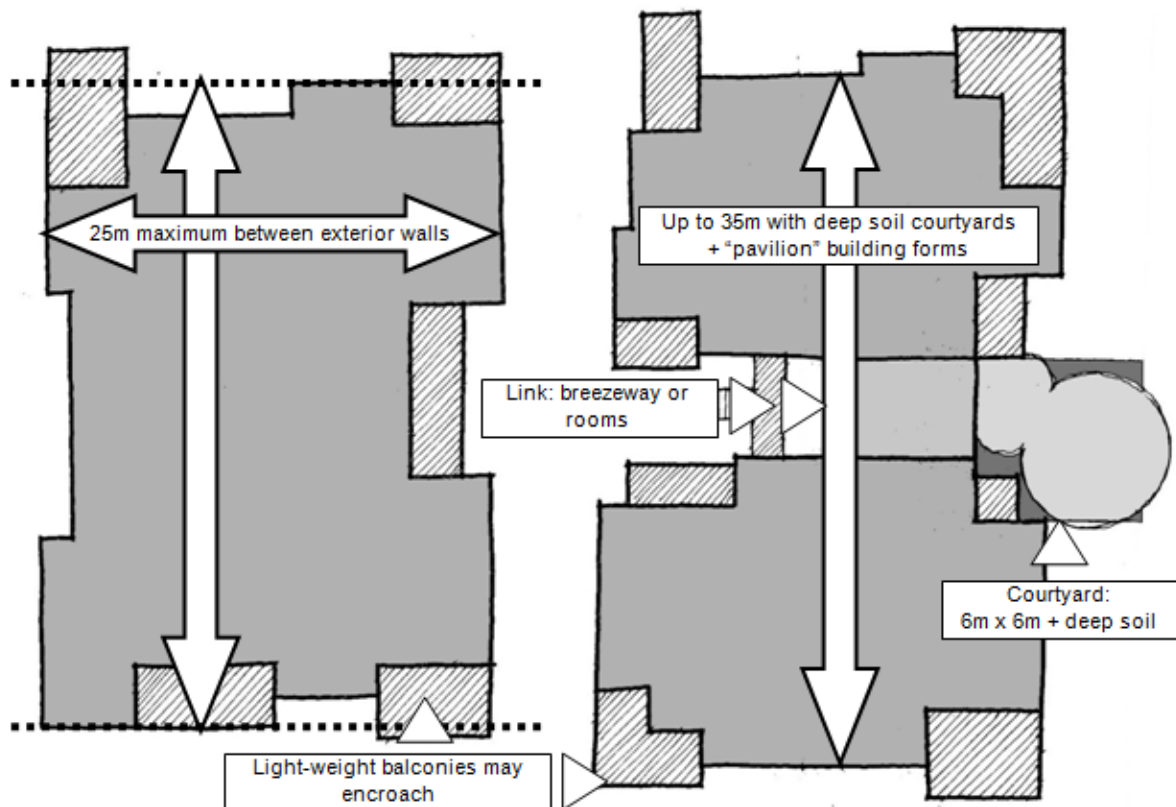 25m maximum between exterior walls
Up to 35m with deep soil courtyards
+ “pavilion” building forms
Link: breezeway or
rooms
Courtyard:
6m x 6m + deep soil
Light-weight balconies may
encroach